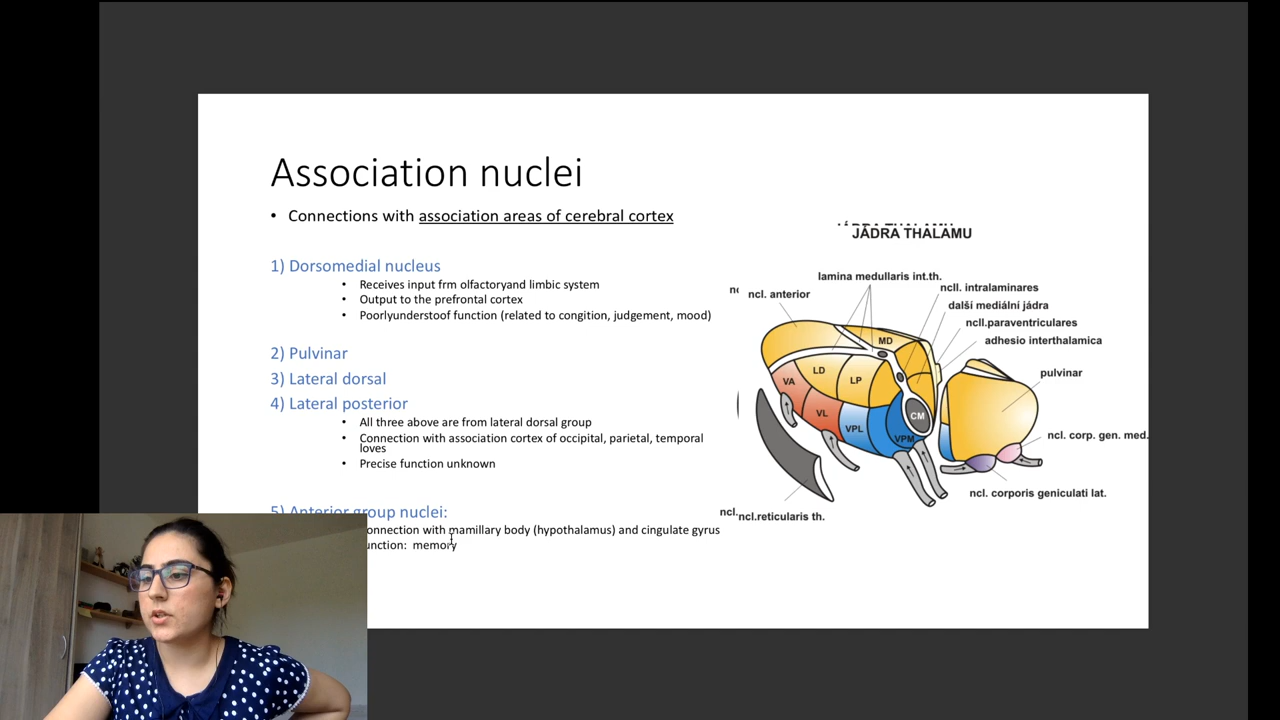 Association nuclei
• Connections with association areas of cerebral cortex
1) Dorsomedial nucleus
• Receives input frm olfactoryand limbic system
• Output to the prefrontal cortex
• Poorlyunderstoof function (related to congition, judgement, mood)
2) Pulvinar
3) Lateral dorsal
4) Lateral posterior
• All three above are from lateral dorsal group
• Connection with association cortex of occipital, parietal, temporal
loves
• Precise function unknown
5) Anterior group nuclei:
onnection with mamillary body (hypothalamus) and cingulate gyrus
unction: memory
JÁDRA THALAMU
lamina medullaris int.th.
ncll. intralaminares
ncl. anterior
další mediální jádra
ncll.paraventriculares
adhesio interthalamica
pulvinar
MD
LD
LP
VA
VL
VPL
VPM
CM
ncl. corp. gen. med.
ncl. corporis geniculati lat.
ncl.
ncl.reticularis th.